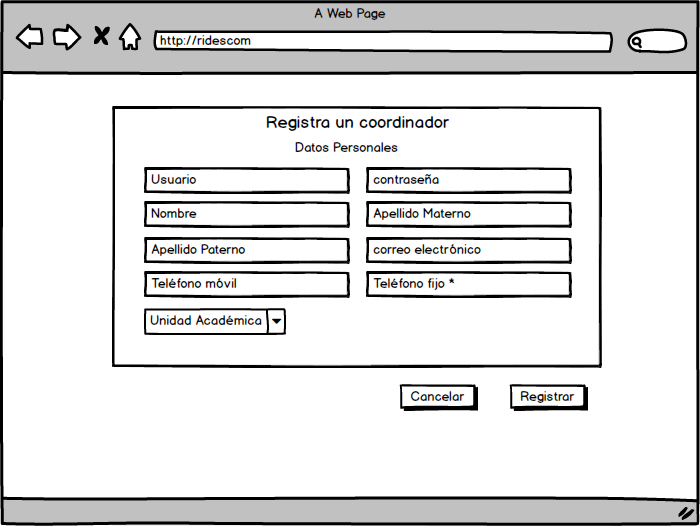 A Web Page
http://ridescom
Registra un coordinador
Datos Personales
Usuario
contraseña
Nombre
Apellido Materno
Apellido Paterno
correo electrónico
Teléfono móvil
Teléfono fijo *
Unidad Académica
Cancelar
Registrar